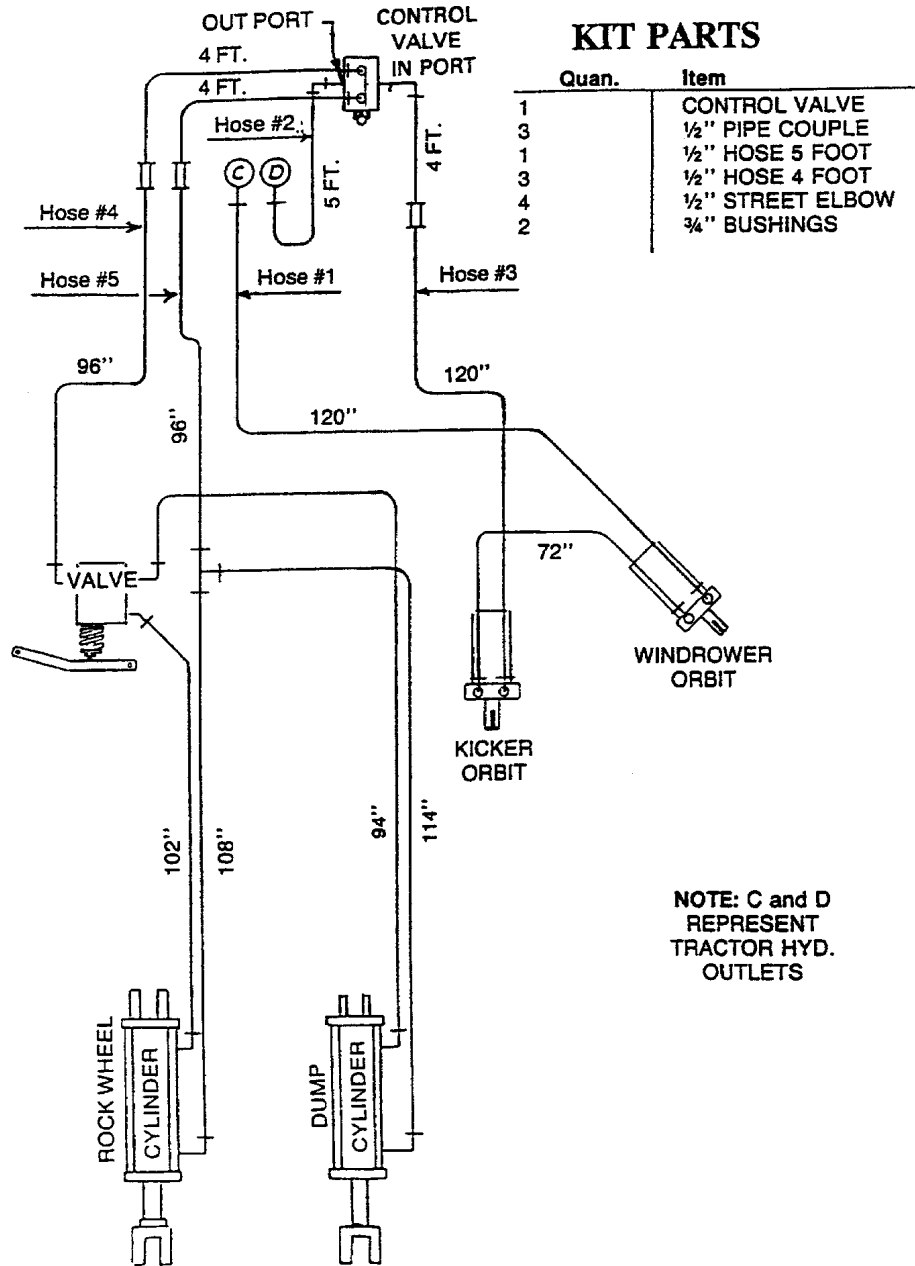 OUT PORT
CONTROL
VALVE
IN PORT
4 FT.
4 FT.
Hose #2
5 FT.
4 FT.
C
D
KIT PARTS
Quan. Item
1 CONTROL VALVE
3 ½" PIPE COUPLE
1 ½" HOSE 5 FOOT
3 ½" HOSE 4 FOOT
4 ½" STREET ELBOW
2 ¾" BUSHINGS
Hose #4
Hose #5
Hose #1
Hose #3
96"
96"
120"
120"
72"
VALVE
WINDROWER
ORBIT
KICKER
ORBIT
102"
108"
94"
114"
NOTE: C and D
REPRESENT
TRACTOR HYD.
OUTLETS
ROCK WHEEL
CYLINDER
DUMP
CYLINDER